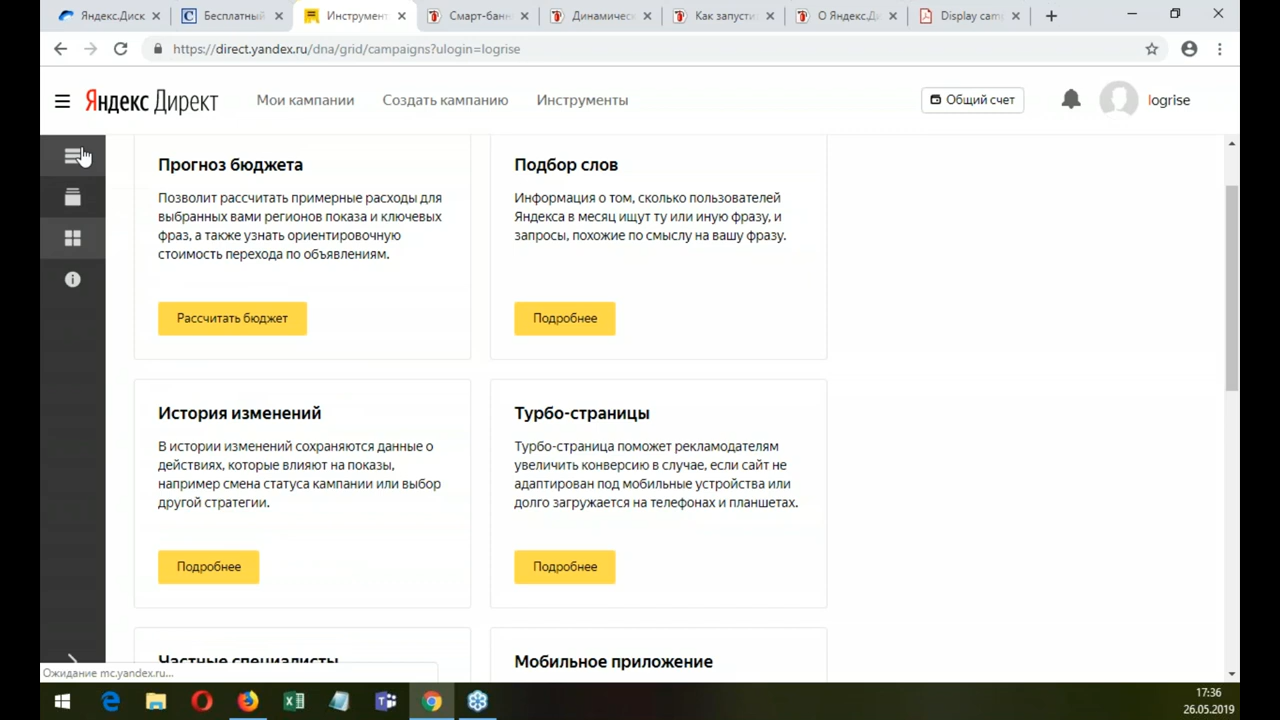 Яндекс.Диск
Бесплатный
Инструмент
Смарт-банн
Динамичес
Как запусти
О Яндекс.Ди
Display cam
https://direct.yandex.ru/dna/grid/campaigns?ulogin=logrise
Яндекс Директ
Мои кампании
Создать кампанию
Инструменты
Общий счет
logrise
Прогноз бюджета
Позволит рассчитать примерные расходы для
выбранных вами регионов показа и ключевых
фраз, а также узнать ориентировочную
стоимость перехода по объявлениям.
Рассчитать бюджет
Подбор слов
Информация о том, сколько пользователей
Яндекса в месяц ищут ту или иную фразу, и
запросы, похожие по смыслу на вашу фразу.
Подробнее
История изменений
В истории изменений сохраняются данные о
действиях, которые влияют на показы,
например смена статуса кампании или выбор
другой стратегии.
Подробнее
Турбо-страницы
Турбо-страница поможет рекламодателям
увеличить конверсию в случае, если сайт не
адаптирован под мобильные устройства или
долго загружается на телефонах и планшетах.
Подробнее
Частные специалисты
Мобильное приложение
Ожидание mc.yandex.ru...
17:36
26.05.2019